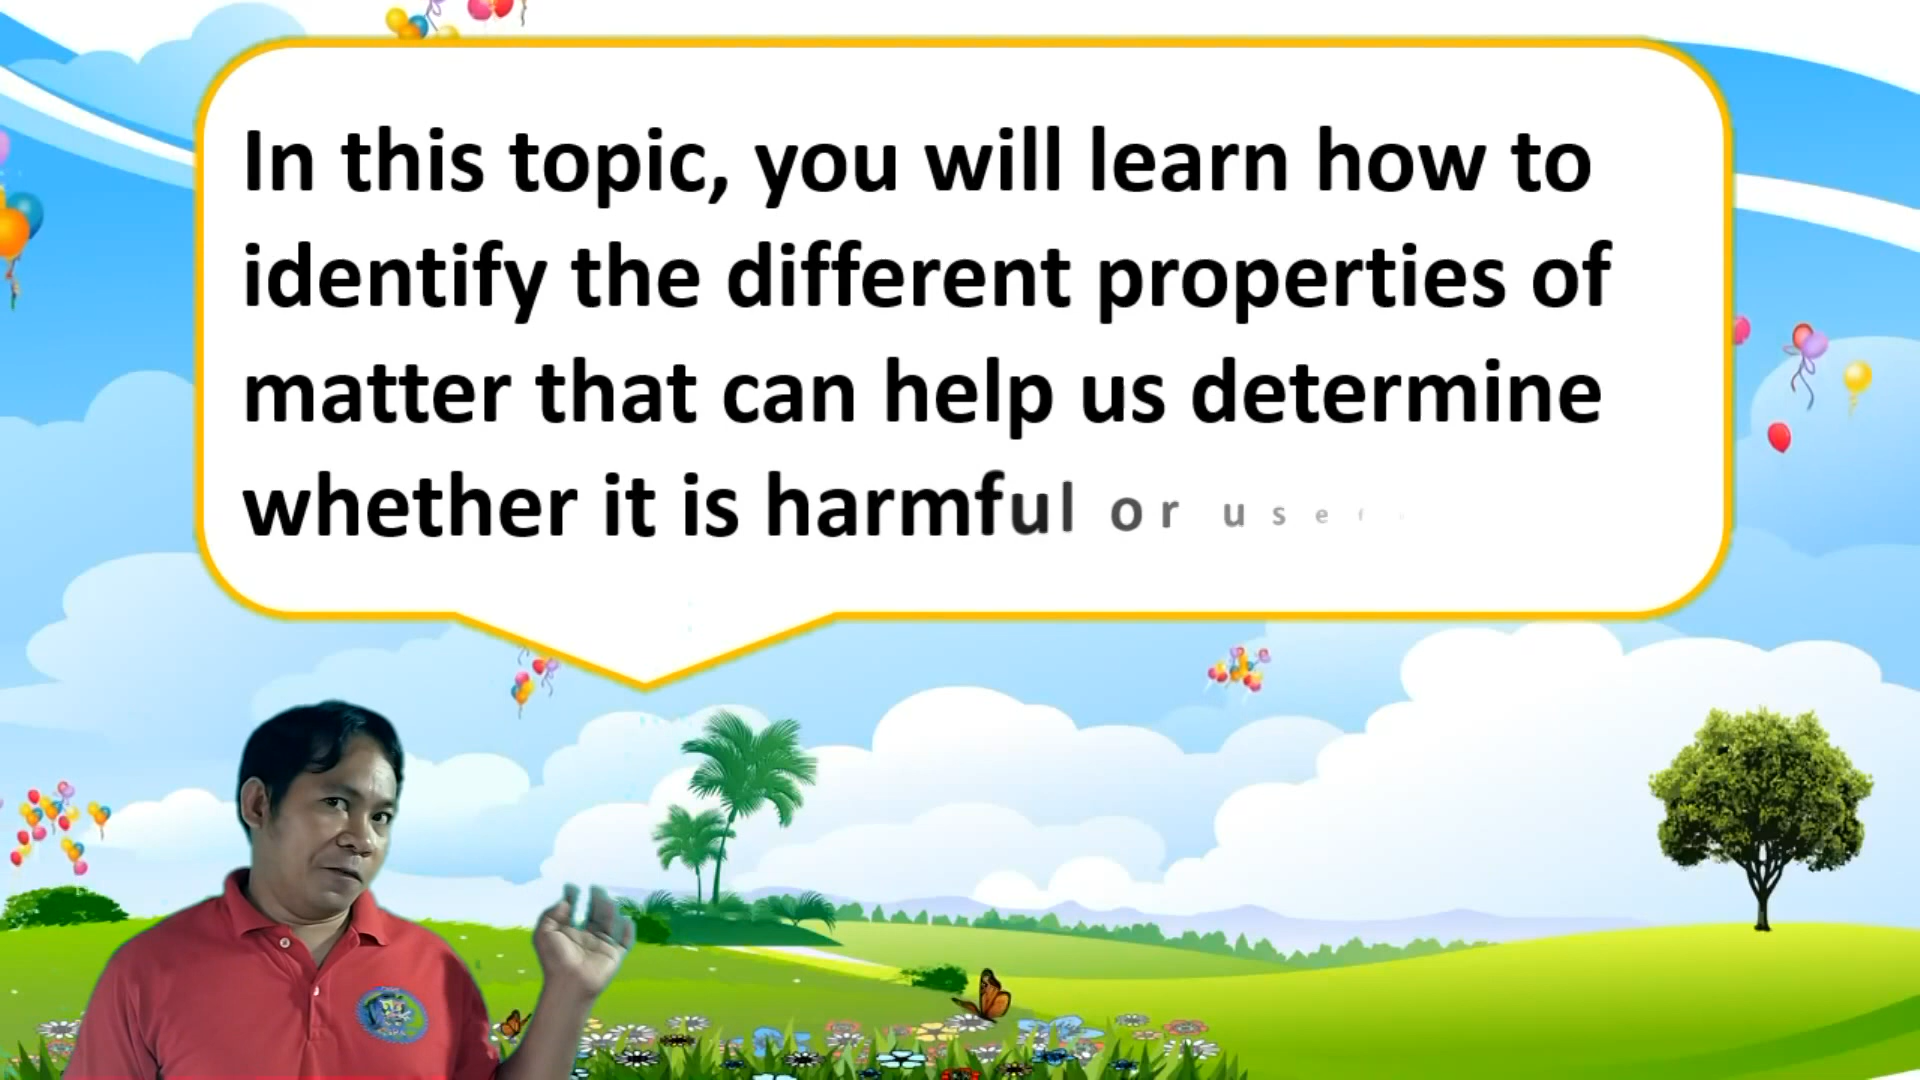 In this topic, you will learn how to
identify the different properties of
matter that can help us determine
whether it is harmful or